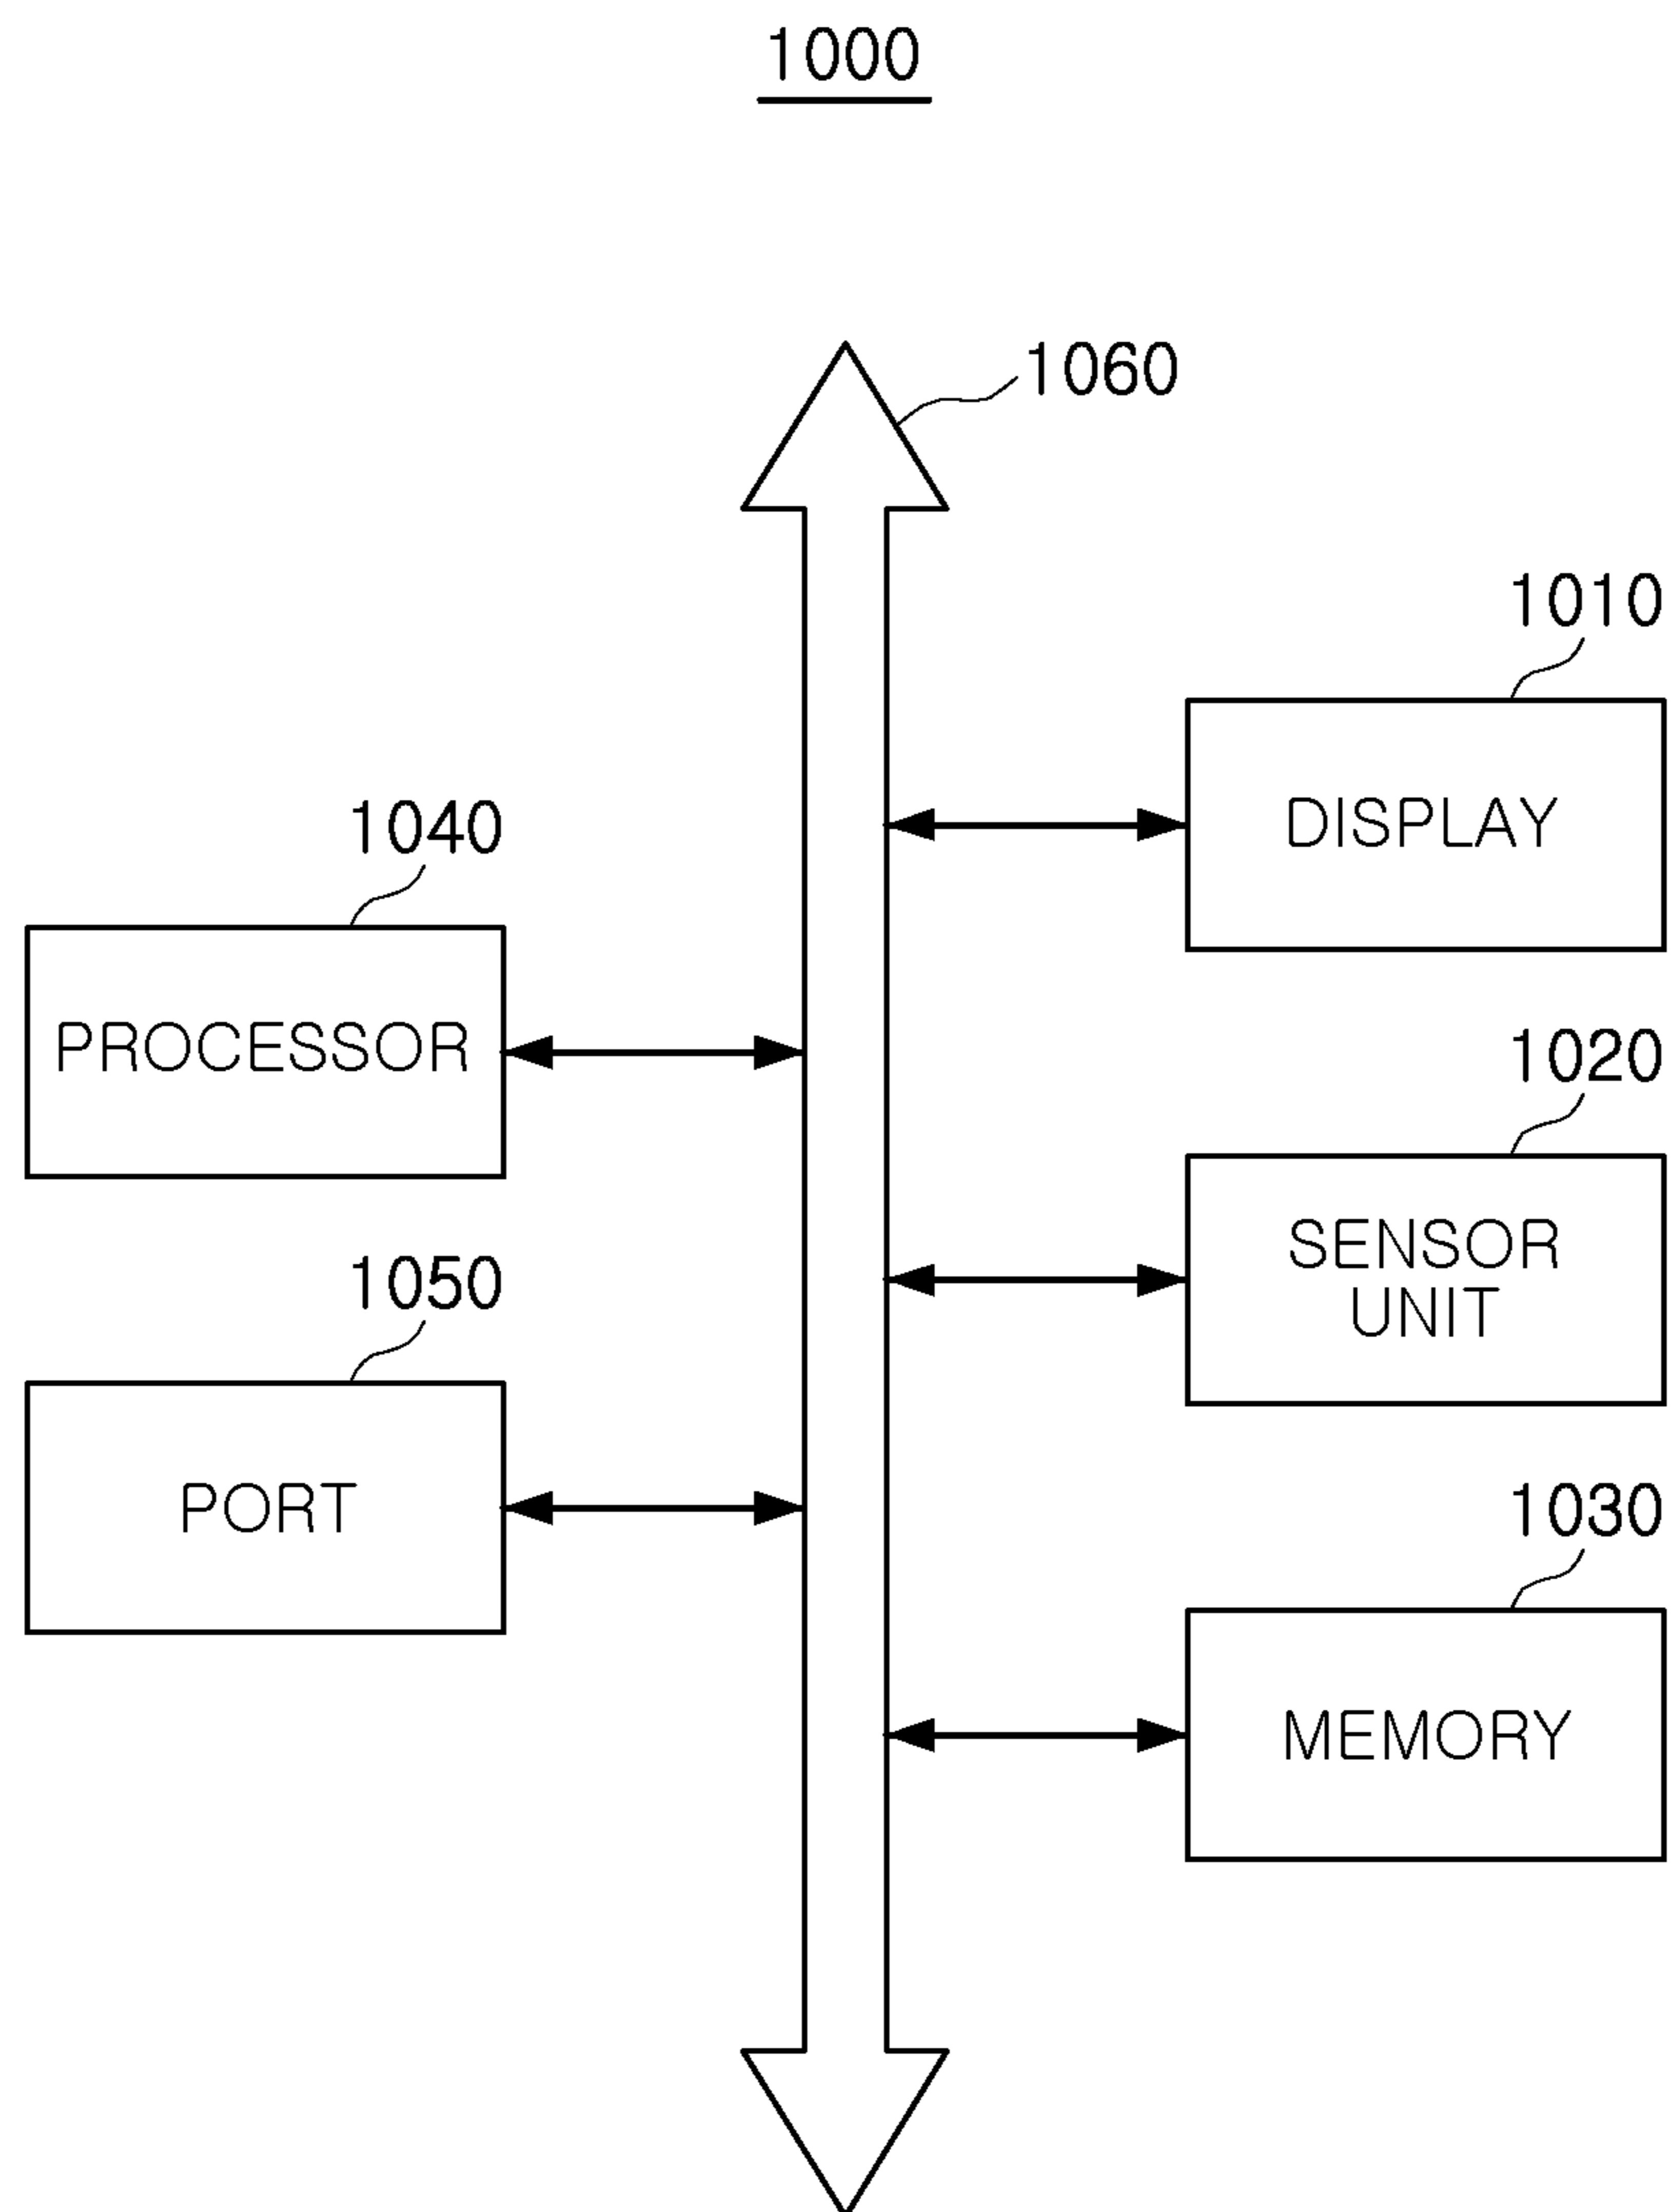 1000
1060
1010
DISPLAY
1040
PROCESSOR
1020
SENSOR
UNIT
1050
PORT
1030
MEMORY